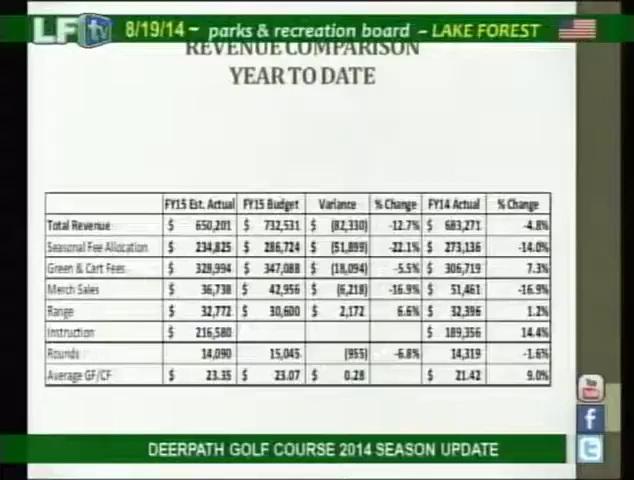 LFtv 8/19/14 – parks & recreation board – LAKE FOREST
REVENUE COMPARISON
YEAR TO DATE
FY15 Est. Actual FY15 Budget Variance % Change FY14 Actual % Change
Total Revenue $ 650,201 $ 732,531 $ (82,330) -12.7% $ 683,271 -4.8%
Seasonal Fee Allocation $ 234,825 $ 286,724 $ (51,899) -22.1% $ 273,136 -14.0%
Green & Cart Fees $ 328,994 $ 347,088 $ (18,094) -5.5% $ 306,719 7.3%
Merch Sales $ 36,738 $ 42,956 $ (6,218) -16.9% $ 51,461 -16.9%
Range $ 32,772 $ 30,600 $ 2,172 6.6% $ 32,396 1.2%
Instruction $ 216,580 $ 189,356 14.4%
Rounds 14,090 15,045 (955) -6.8% 14,319 -1.6%
Average GF/CF $ 23.35 $ 23.07 $ 0.28 $ 21.42 9.0%
You Tube
f
t
DEERPATH GOLF COURSE 2014 SEASON UPDATE